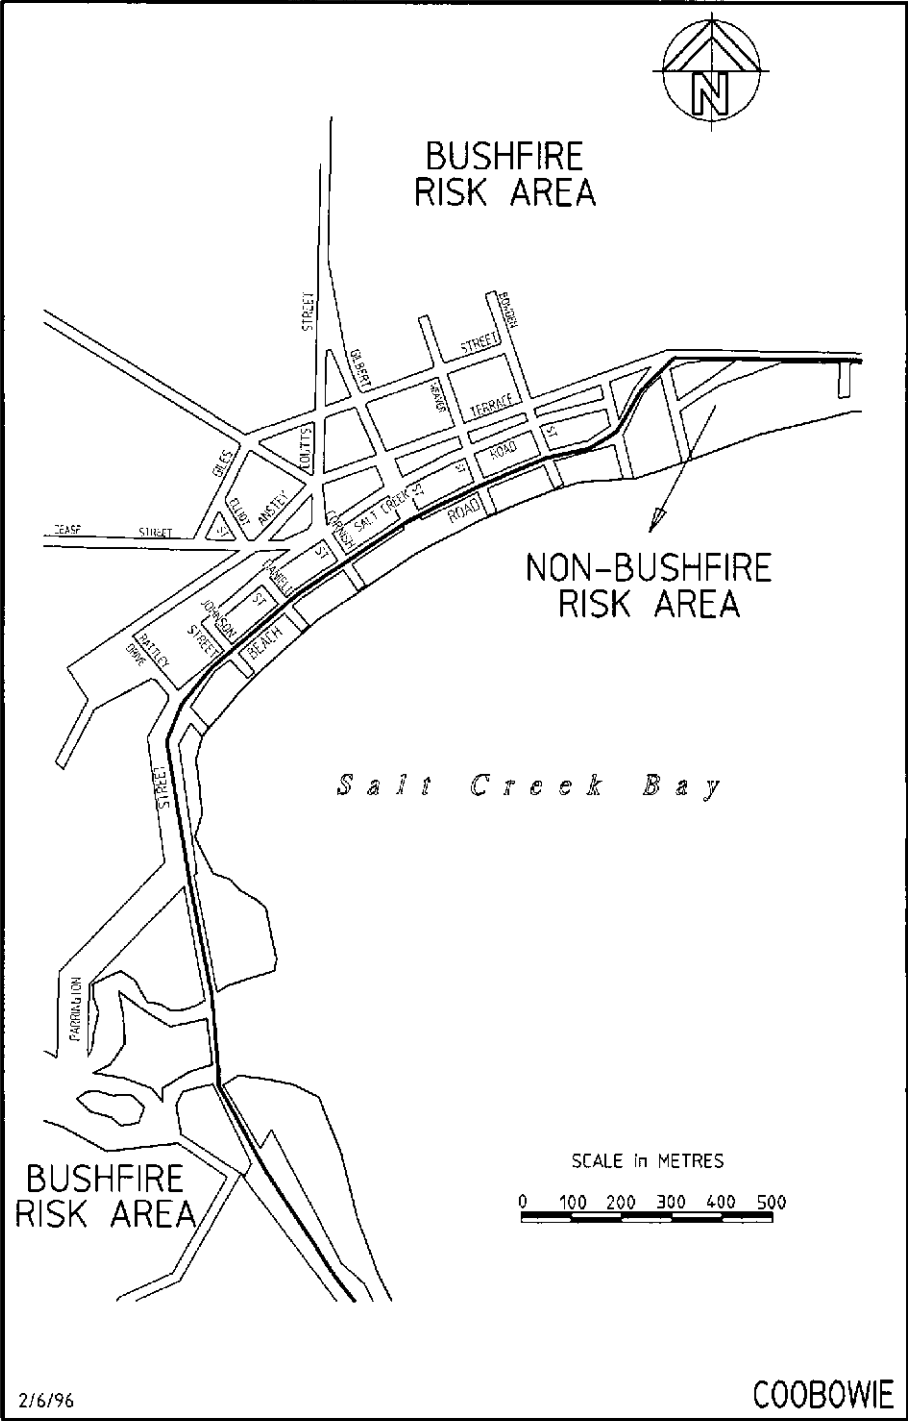 N
BUSHFIRE
RISK AREA
STREET
BOWDEN
GILBERT
STREET
WEAVER
TERRACE
COUTTS
GILES
ST
ST
ROAD
ELLIOT
ANSTEY
ST
CORNISH
SALT CREEK
ST
ROAD
STREET
ST
DANIELL
NON-BUSHFIRE
RISK AREA
ST
JOHNSON
STREET
BEACH
BATTLEY
DRIVE
STREET
Salt Creek Bay
PARRINGTON
BUSHFIRE
RISK AREA
SCALE in METRES
0 100 200 300 400 500
2/6/96
COOBOWIE